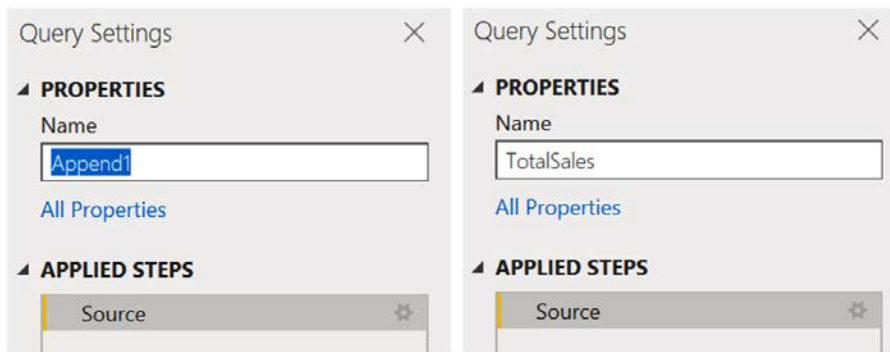 Query Settings
PROPERTIES
Name
Append1
All Properties
APPLIED STEPS
Source
Query Settings
PROPERTIES
Name
TotalSales
All Properties
APPLIED STEPS
Source